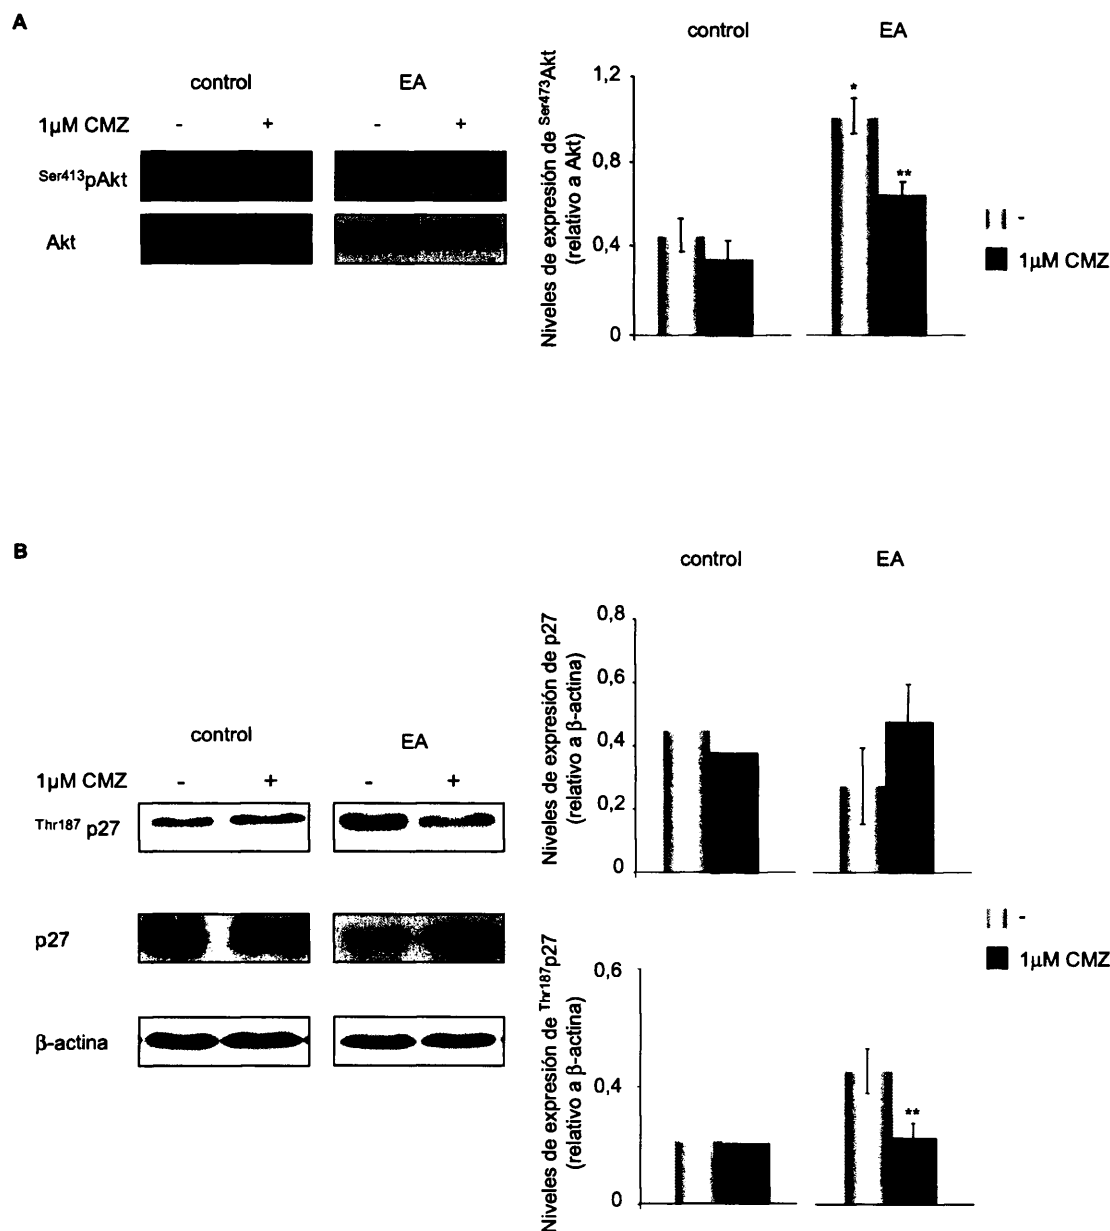 A
control EA
1µM CMZ - + - +
Ser413pAkt
Akt
control EA
Niveles de expresión de Ser473Akt
(relativo a Akt)
1,2
0,8
0,4
0
*
**
-
1µM CMZ
B
control EA
1µM CMZ - + - +
Thr187 p27
p27
β-actina
control EA
Niveles de expresión de p27
(relativo a β-actina)
0,8
0,6
0,4
0,2
0
-
1µM CMZ
Niveles de expresión de Thr187p27
(relativo a β-actina)
0,6
0,4
0
**